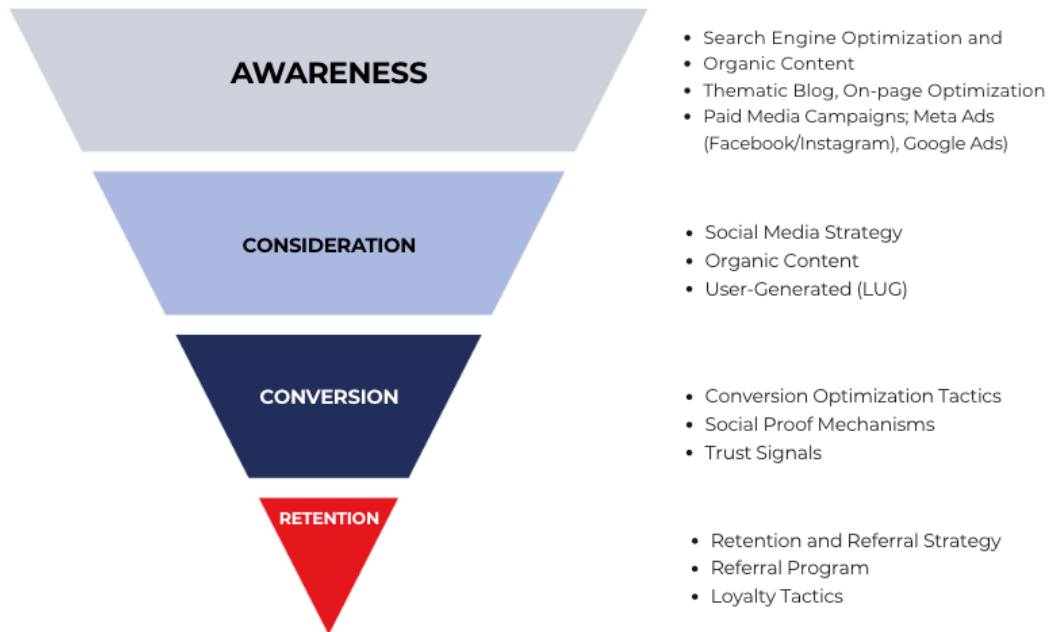 AWARENESS
• Search Engine Optimization and
• Organic Content
• Thematic Blog, On-page Optimization
• Paid Media Campaigns; Meta Ads
(Facebook/Instagram), Google Ads)
CONSIDERATION
• Social Media Strategy
• Organic Content
• User-Generated (LUG)
CONVERSION
• Conversion Optimization Tactics
• Social Proof Mechanisms
• Trust Signals
RETENTION
• Retention and Referral Strategy
• Referral Program
• Loyalty Tactics